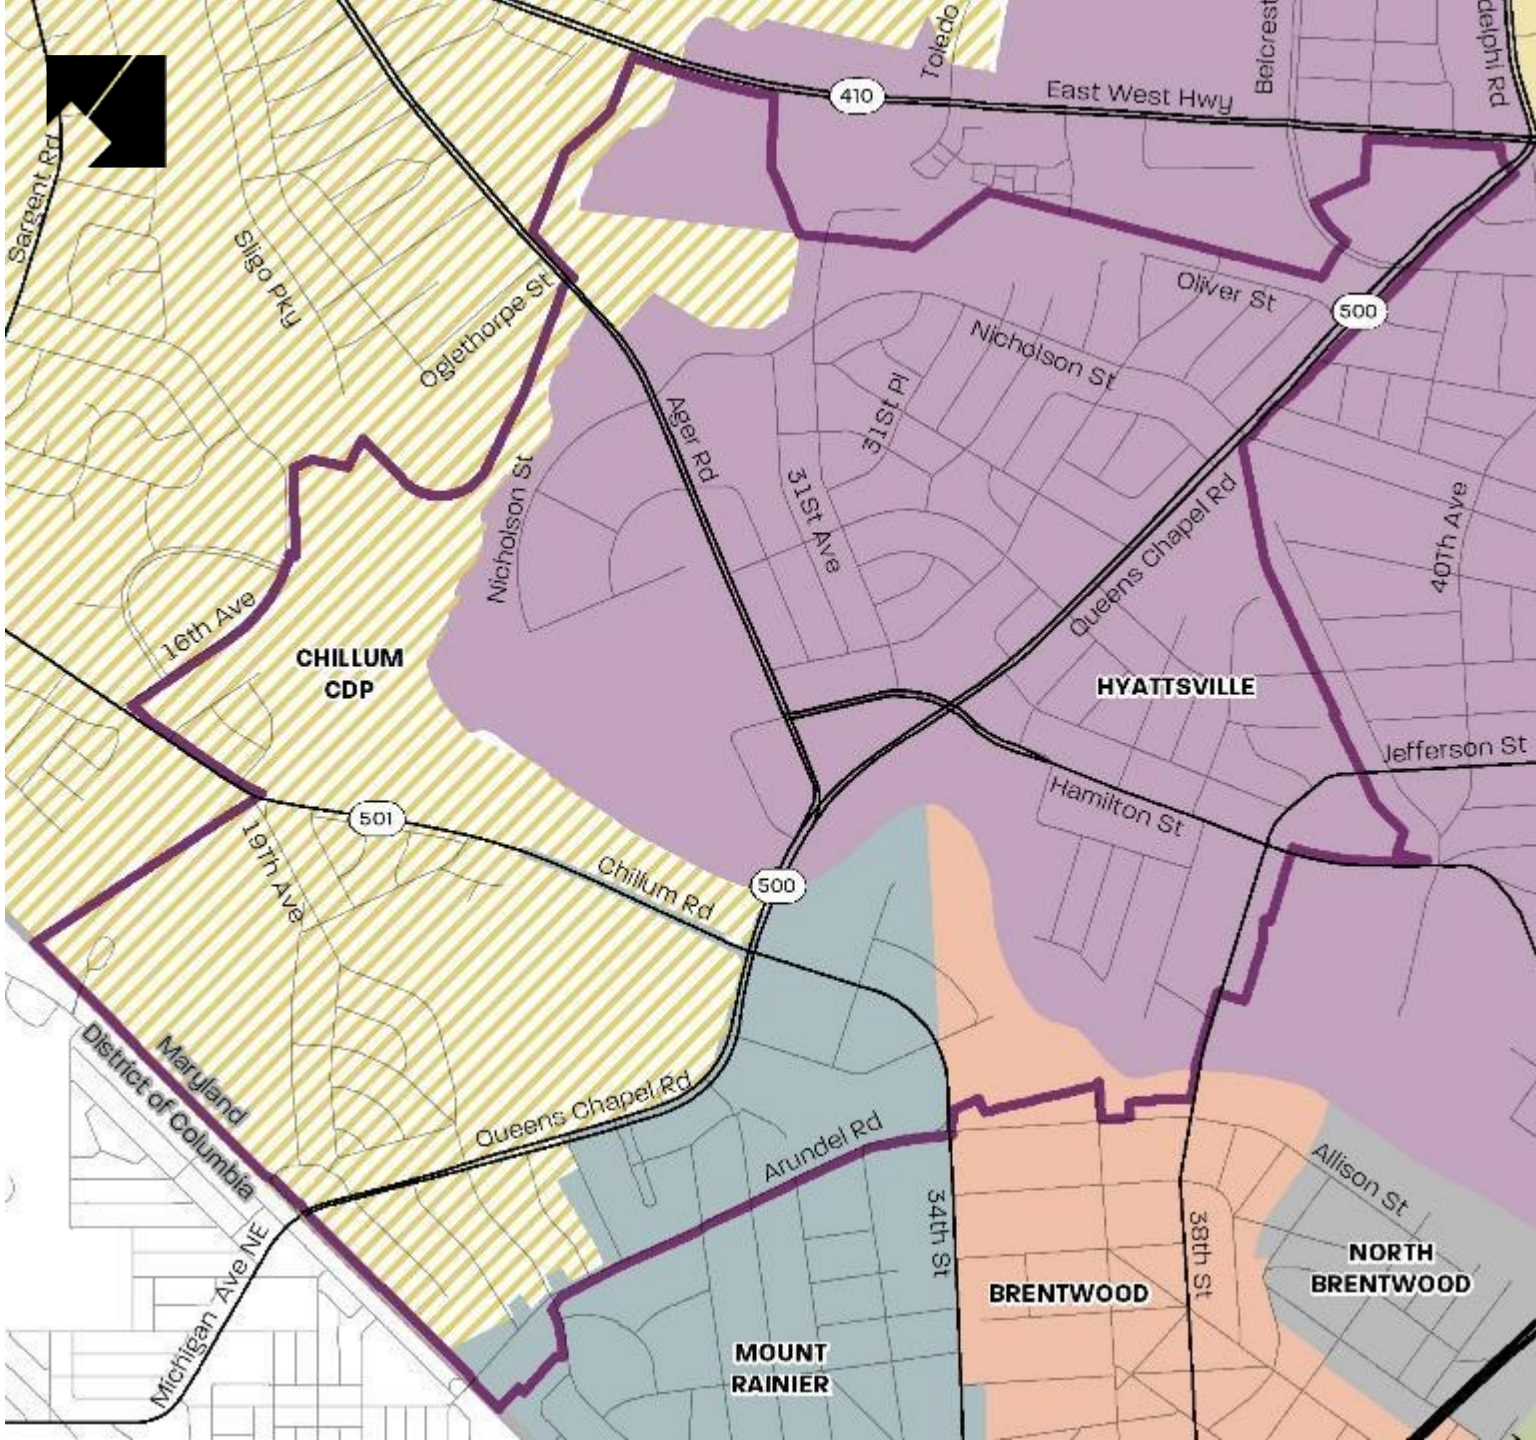 Toledo
Belcrest
delphi Rd
410
East West Hwy
Sargent Rd
Sligo PKy
Oglethorpe St
Oliver St
500
Nicholson St
31St Pl
Ager Rd
31St Ave
Nicholson St
Queens Chapel Rd
40Th Ave
16th Ave
CHILLUM
CDP
HYATTSVILLE
Jefferson St
Hamilton St
501
19Th Ave
Chillum Rd
500
Maryland
District of Columbia
Queens Chapel Rd
Arundel Rd
Allison St
34th St
38th St
Michigan Ave NE
BRENTWOOD
NORTH
BRENTWOOD
MOUNT
RAINIER